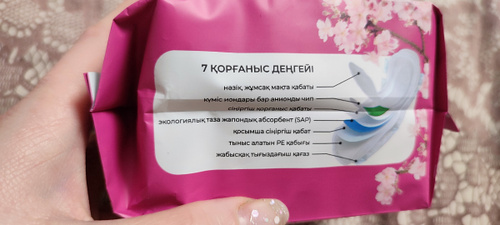 7 ҚОРҒАНЫС ДЕҢГЕЙІ
нәзік, жұмсақ мақта қабаты
күміс иондары бар анионды чип
сіңіргіш қорғаныс қабаты
экологиялық таза жапондық абсорбент (SAP)
қосымша сіңіргіш қабат
тыныс алатын PE қабығы
жабысқақ тығыздағыш қағаз